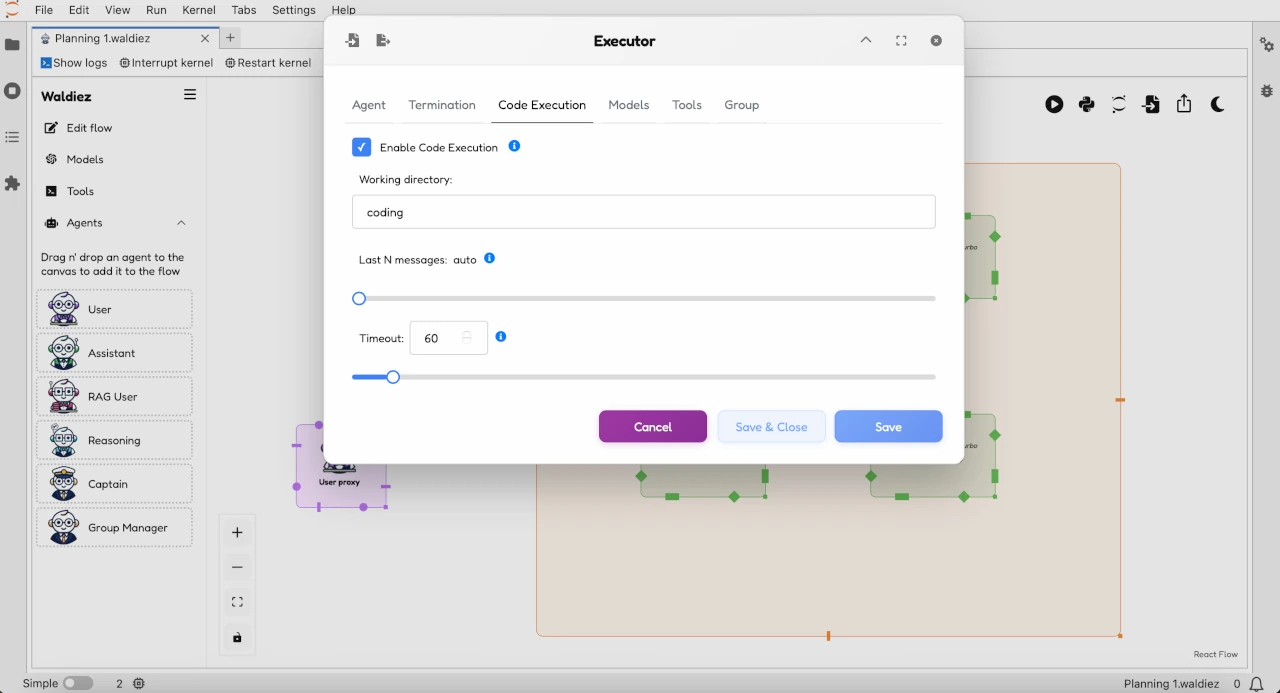 File Edit View Run Kernel Tabs Settings Help
Planning 1.waldiez
Show logs Interrupt kernel Restart kernel
Waldiez
Edit flow
Models
Tools
Agents
Drag n' drop an agent to the
canvas to add it to the flow
User
Assistant
RAG User
Reasoning
Captain
Group Manager
Executor
Agent Termination Code Execution Models Tools Group
Enable Code Execution
Working directory:
coding
Last N messages: auto
Timeout: 60
Cancel Save & Close Save
User proxy
React Flow
Simple 2 Planning 1.waldiez 0